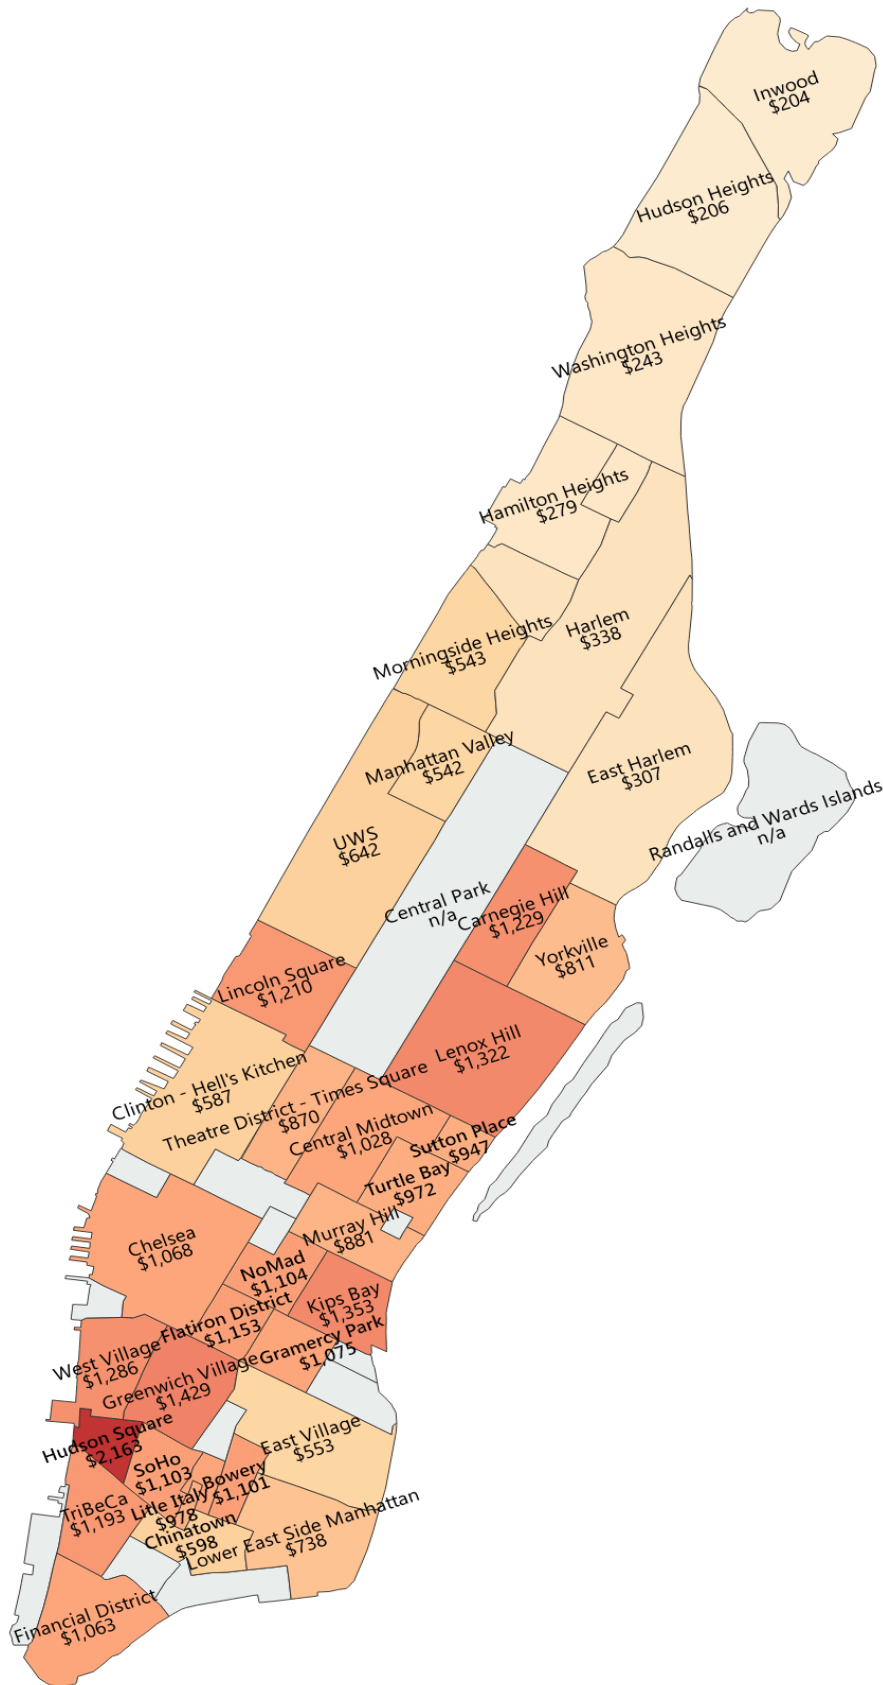 Inwood
$204
Hudson Heights
$206
Washington Heights
$243
Hamilton Heights
$279
Harlem
$338
Morningside Heights
$543
Manhattan Valley
$542
East Harlem
$307
Randalls and Wards Islands
n/a
UWS
$642
Central Park
n/a
Carnegie Hill
$1,229
Yorkville
$811
Lincoln Square
$1,210
Lenox Hill
$1,322
Clinton - Hell's Kitchen
$587
Theatre District - Times Square
$870
Central Midtown
$1,028
Sutton Place
$947
Turtle Bay
$972
Murray Hill
$881
Chelsea
$1,068
NoMad
$1,104
Kips Bay
$1,353
Flatiron District
$1,153
Gramercy Park
$1,075
West Village
$1,286
Greenwich Village
$1,429
Hudson Square
$2,163
East Village
$553
SoHo
$1,103
Bowery
$1,101
TriBeCa
$1,193
Litle Italy
$978
Chinatown
$598
Lower East Side Manhattan
$738
Financial District
$1,063